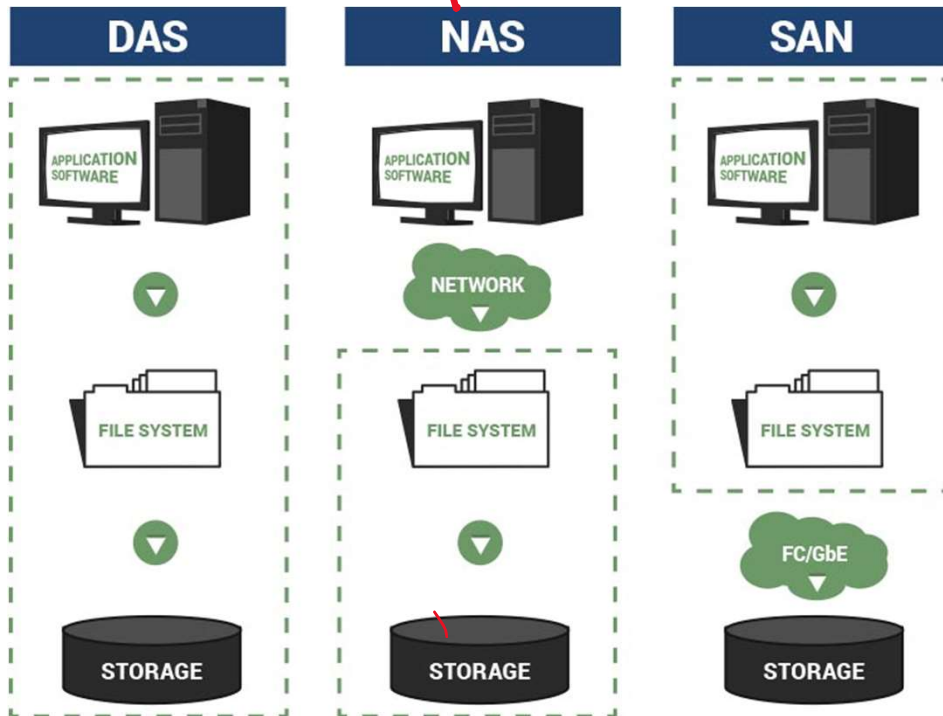 DAS
NAS
SAN
APPLICATION
SOFTWARE
APPLICATION
SOFTWARE
APPLICATION
SOFTWARE
NETWORK
FILE SYSTEM
FILE SYSTEM
FILE SYSTEM
FC/GbE
STORAGE
STORAGE
STORAGE